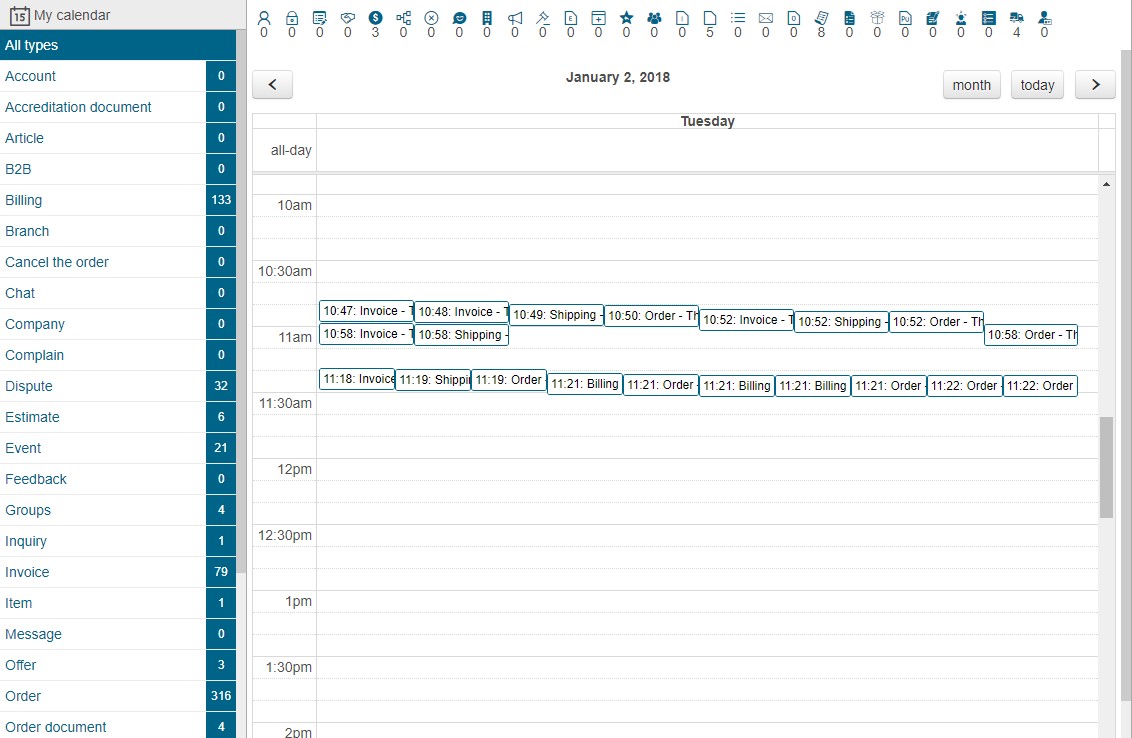 15 My calendar
All types
Account 0
Accreditation document 0
Article 0
B2B 0
Billing 133
Branch 0
Cancel the order 0
Chat 0
Company 0
Complain 0
Dispute 32
Estimate 6
Event 21
Feedback 0
Groups 4
Inquiry 1
Invoice 79
Item 1
Message 0
Offer 3
Order 316
Order document 4
0 0 0 0 3 0 0 0 0 0 0 0 0 0 0 0 5 0 0 0 8 0 0 0 0 0 0 4 0
January 2, 2018
month today
Tuesday
all-day
10am
10:30am
10:47: Invoice - T
10:48: Invoice - T
10:49: Shipping -
10:50: Order - Th
10:52: Invoice - T
10:52: Shipping -
10:52: Order - Th
11am
10:58: Invoice - T
10:58: Shipping -
10:58: Order - Th
11:18: Invoice
11:19: Shippi
11:19: Order -
11:21: Billing
11:21: Order -
11:21: Billing
11:21: Billing
11:21: Order -
11:22: Order -
11:22: Order
11:30am
12pm
12:30pm
1pm
1:30pm
2pm